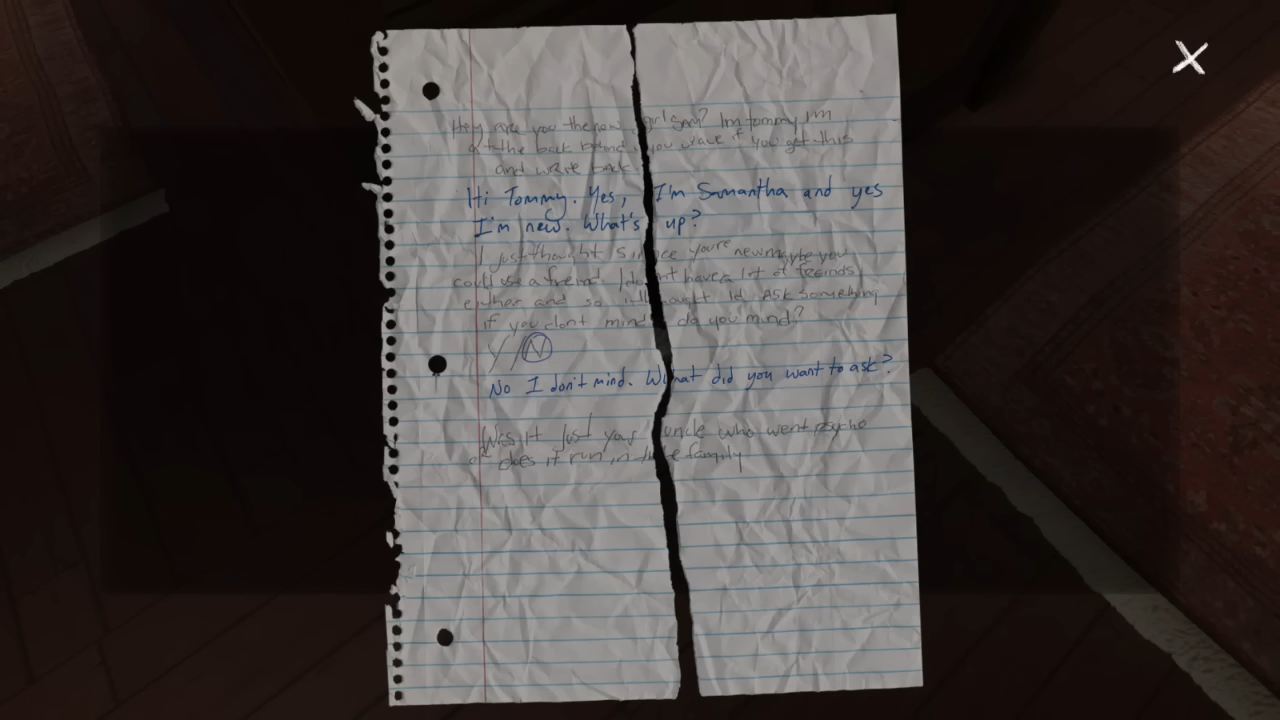 Hey are you the new girl Sam? Im tommy im
at the back behind you wave if you get this
and write back
Hi Tommy. Yes, I'm Samantha and yes
I'm new. What's up?
I just thought since youre new maybe you
could use a freind. I dont have a lot of freinds
either and so i thought id ask something
if you dont mind do you mind?
Y/N
No I don't mind. What did you want to ask?
Was it just your uncle who went psycho
or does it run in the family